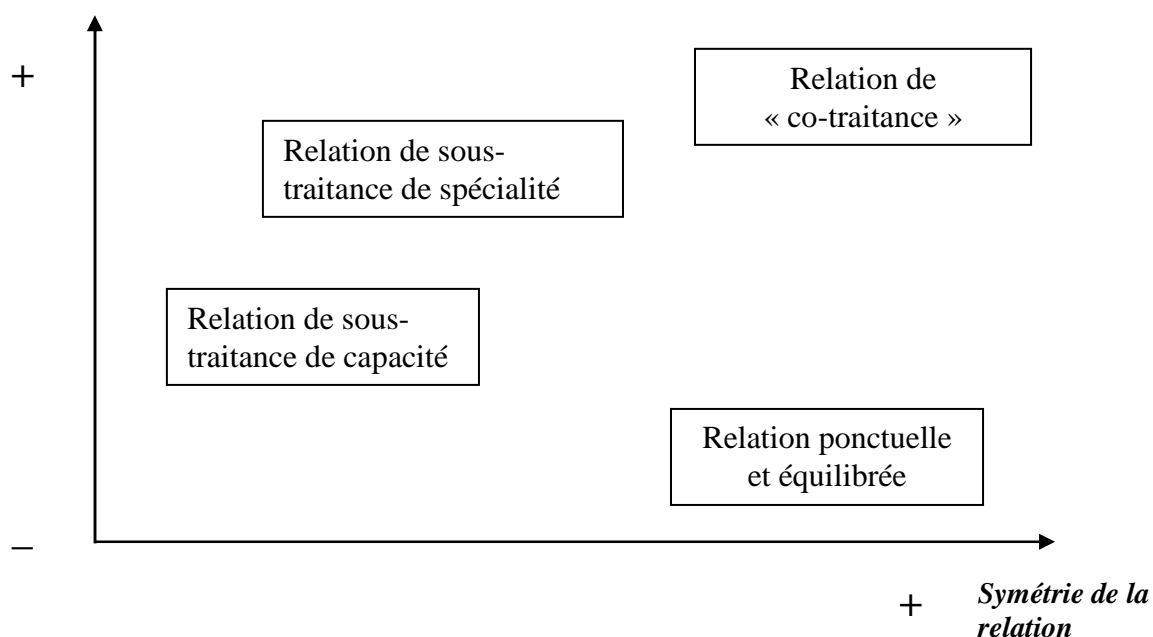 +
Relation de
« co-traitance »
Relation de sous-
traitance de spécialité
Relation de sous-
traitance de capacité
Relation ponctuelle
et équilibrée
–
+
Symétrie de la
relation